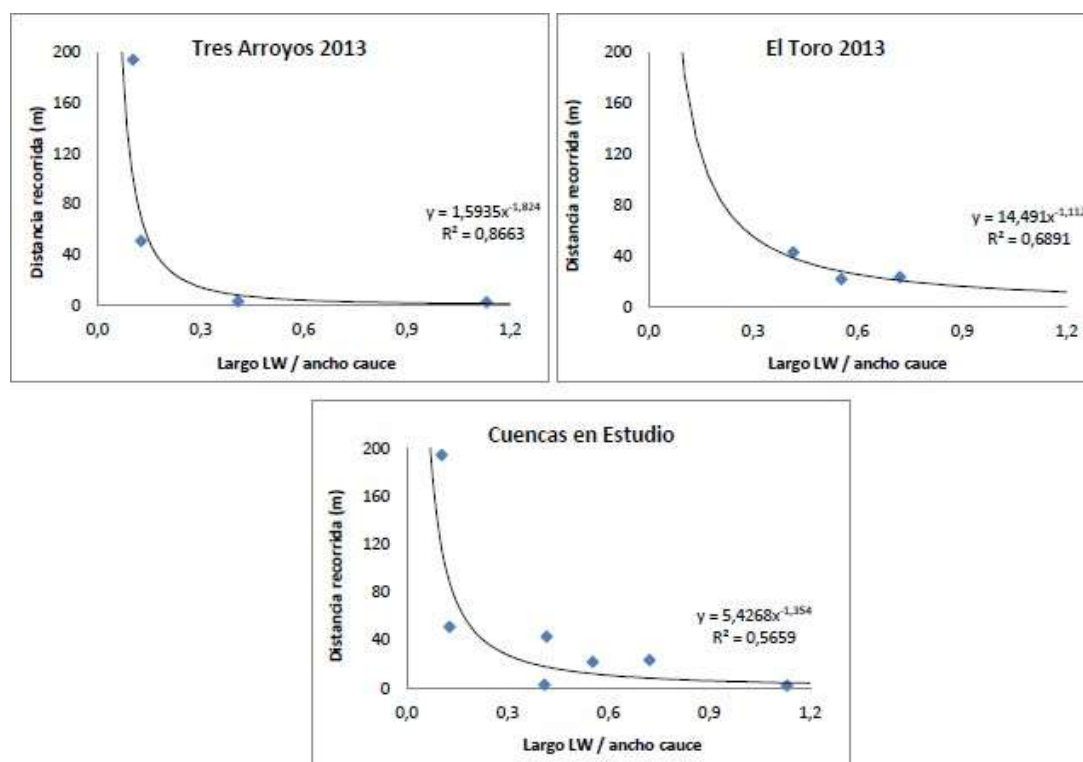 Tres Arroyos 2013
Distancia recorrida (m)
200
160
120
80
40
0
y = 1,5935x^-1,824
R² = 0,8663
0,0 0,3 0,6 0,9 1,2
Largo LW / ancho cauce
El Toro 2013
Distancia recorrida (m)
200
160
120
80
40
0
y = 14,491x^-1,112
R² = 0,6891
0,0 0,3 0,6 0,9 1,2
Largo LW / ancho cauce
Cuencas en Estudio
Distancia recorrida (m)
200
160
120
80
40
0
y = 5,4268x^-1,354
R² = 0,5659
0,0 0,3 0,6 0,9 1,2
Largo LW / ancho cauce